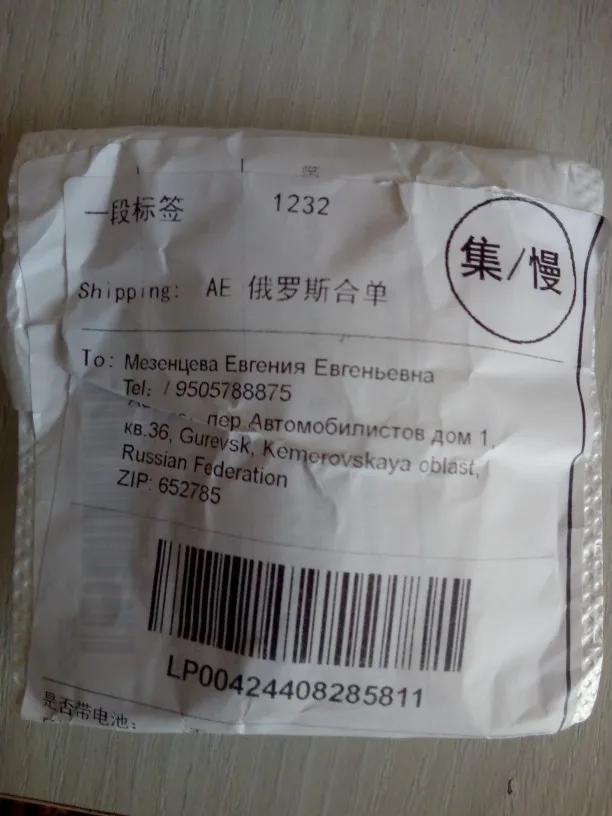 一段标签 1232
集/慢
Shipping: AE 俄罗斯合单
To: Мезенцева Евгения Евгеньевна
Tel: / 9505788875
пер Автомобилистов дом 1,
кв.36, Gurevsk, Kemerovskaya oblast,
Russian Federation
ZIP: 652785
LP00424408285811
是否带电池: